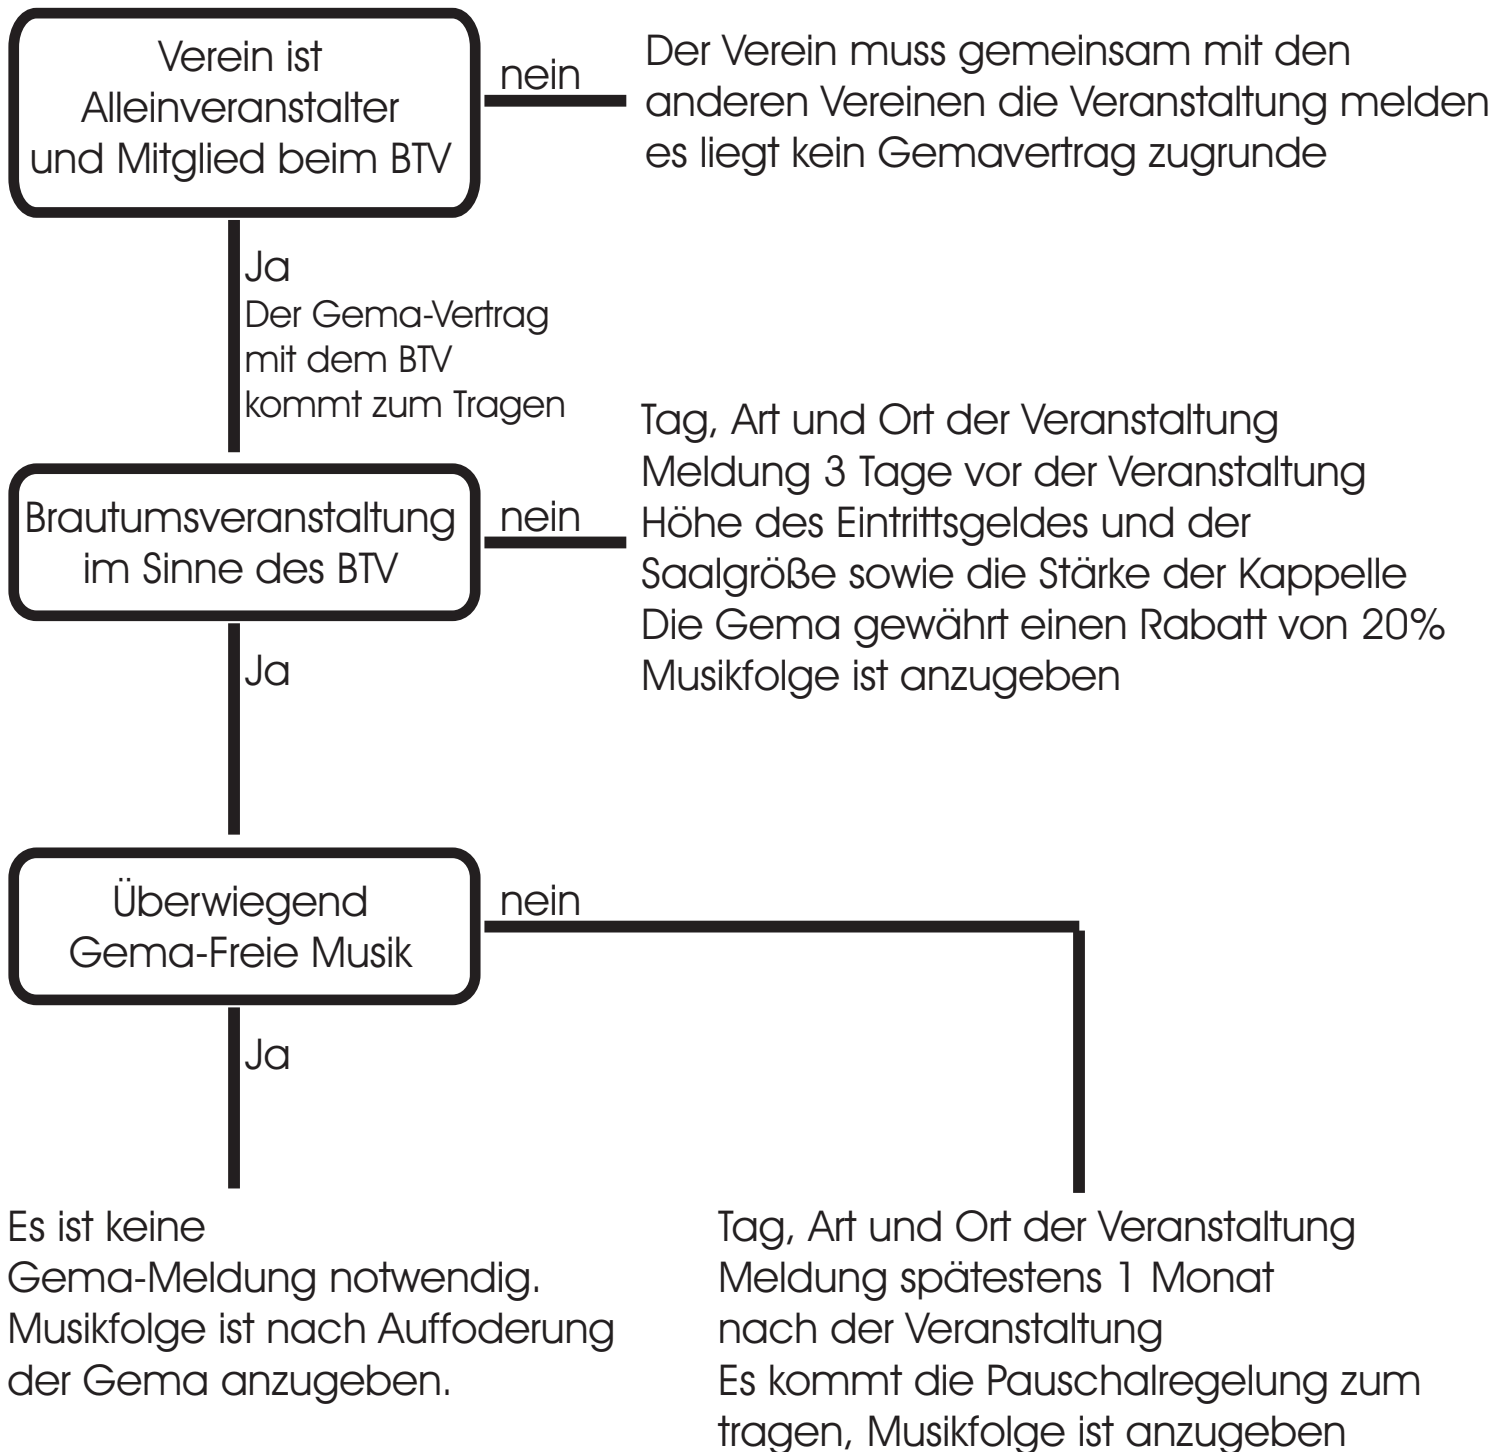 Verein ist
Alleinveranstalter
und Mitglied beim BTV
nein
Der Verein muss gemeinsam mit den
anderen Vereinen die Veranstaltung melden
es liegt kein Gemavertrag zugrunde
Ja
Der Gema-Vertrag
mit dem BTV
kommt zum Tragen
Brautumsveranstaltung
im Sinne des BTV
nein
Tag, Art und Ort der Veranstaltung
Meldung 3 Tage vor der Veranstaltung
Höhe des Eintrittsgeldes und der
Saalgröße sowie die Stärke der Kappelle
Die Gema gewährt einen Rabatt von 20%
Musikfolge ist anzugeben
Ja
Überwiegend
Gema-Freie Musik
nein
Ja
Es ist keine
Gema-Meldung notwendig.
Musikfolge ist nach Auffoderung
der Gema anzugeben.
Tag, Art und Ort der Veranstaltung
Meldung spätestens 1 Monat
nach der Veranstaltung
Es kommt die Pauschalregelung zum
tragen, Musikfolge ist anzugeben